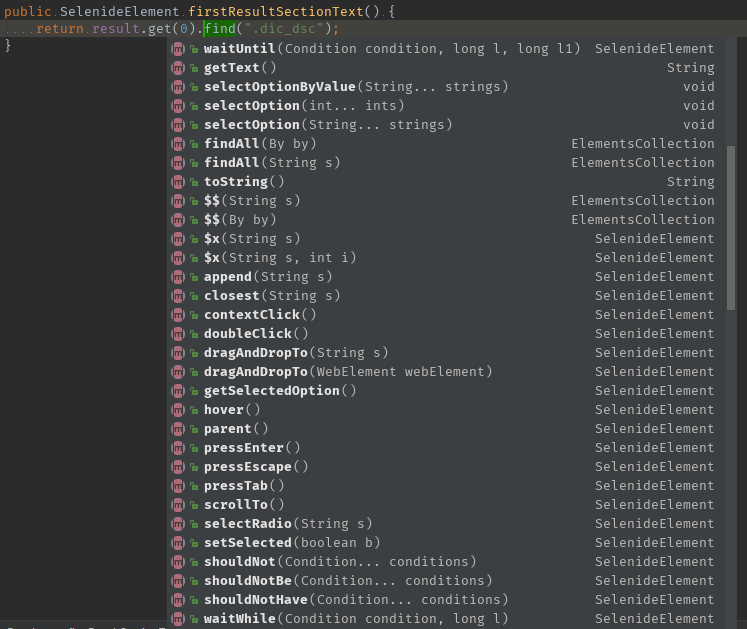 public SelenideElement firstResultSectionText() {
    return result.get(0).find(".dic_dsc");
}
waitUntil(Condition condition, long l, long l1) SelenideElement
getText() String
selectOptionByValue(String... strings) void
selectOption(int... ints) void
selectOption(String... strings) void
findAll(By by) ElementsCollection
findAll(String s) ElementsCollection
toString() String
$$(String s) ElementsCollection
$$(By by) ElementsCollection
$x(String s) SelenideElement
$x(String s, int i) SelenideElement
append(String s) SelenideElement
closest(String s) SelenideElement
contextClick() SelenideElement
doubleClick() SelenideElement
dragAndDropTo(String s) SelenideElement
dragAndDropTo(WebElement webElement) SelenideElement
getSelectedOption() SelenideElement
hover() SelenideElement
parent() SelenideElement
pressEnter() SelenideElement
pressEscape() SelenideElement
pressTab() SelenideElement
scrollTo() SelenideElement
selectRadio(String s) SelenideElement
setSelected(boolean b) SelenideElement
shouldNot(Condition... conditions) SelenideElement
shouldNotBe(Condition... conditions) SelenideElement
shouldNotHave(Condition... conditions) SelenideElement
waitWhile(Condition condition, long l) SelenideElement